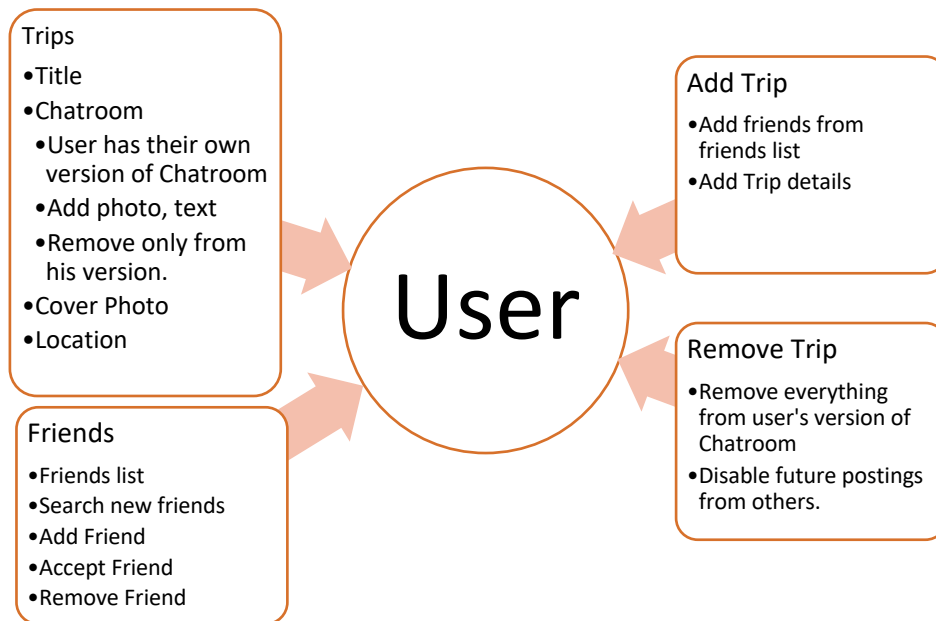 Trips
•Title
•Chatroom
•User has their own
version of Chatroom
•Add photo, text
•Remove only from
his version.
•Cover Photo
•Location
Friends
•Friends list
•Search new friends
•Add Friend
•Accept Friend
•Remove Friend
User
Add Trip
•Add friends from
friends list
•Add Trip details
Remove Trip
•Remove everything
from user's version of
Chatroom
•Disable future postings
from others.